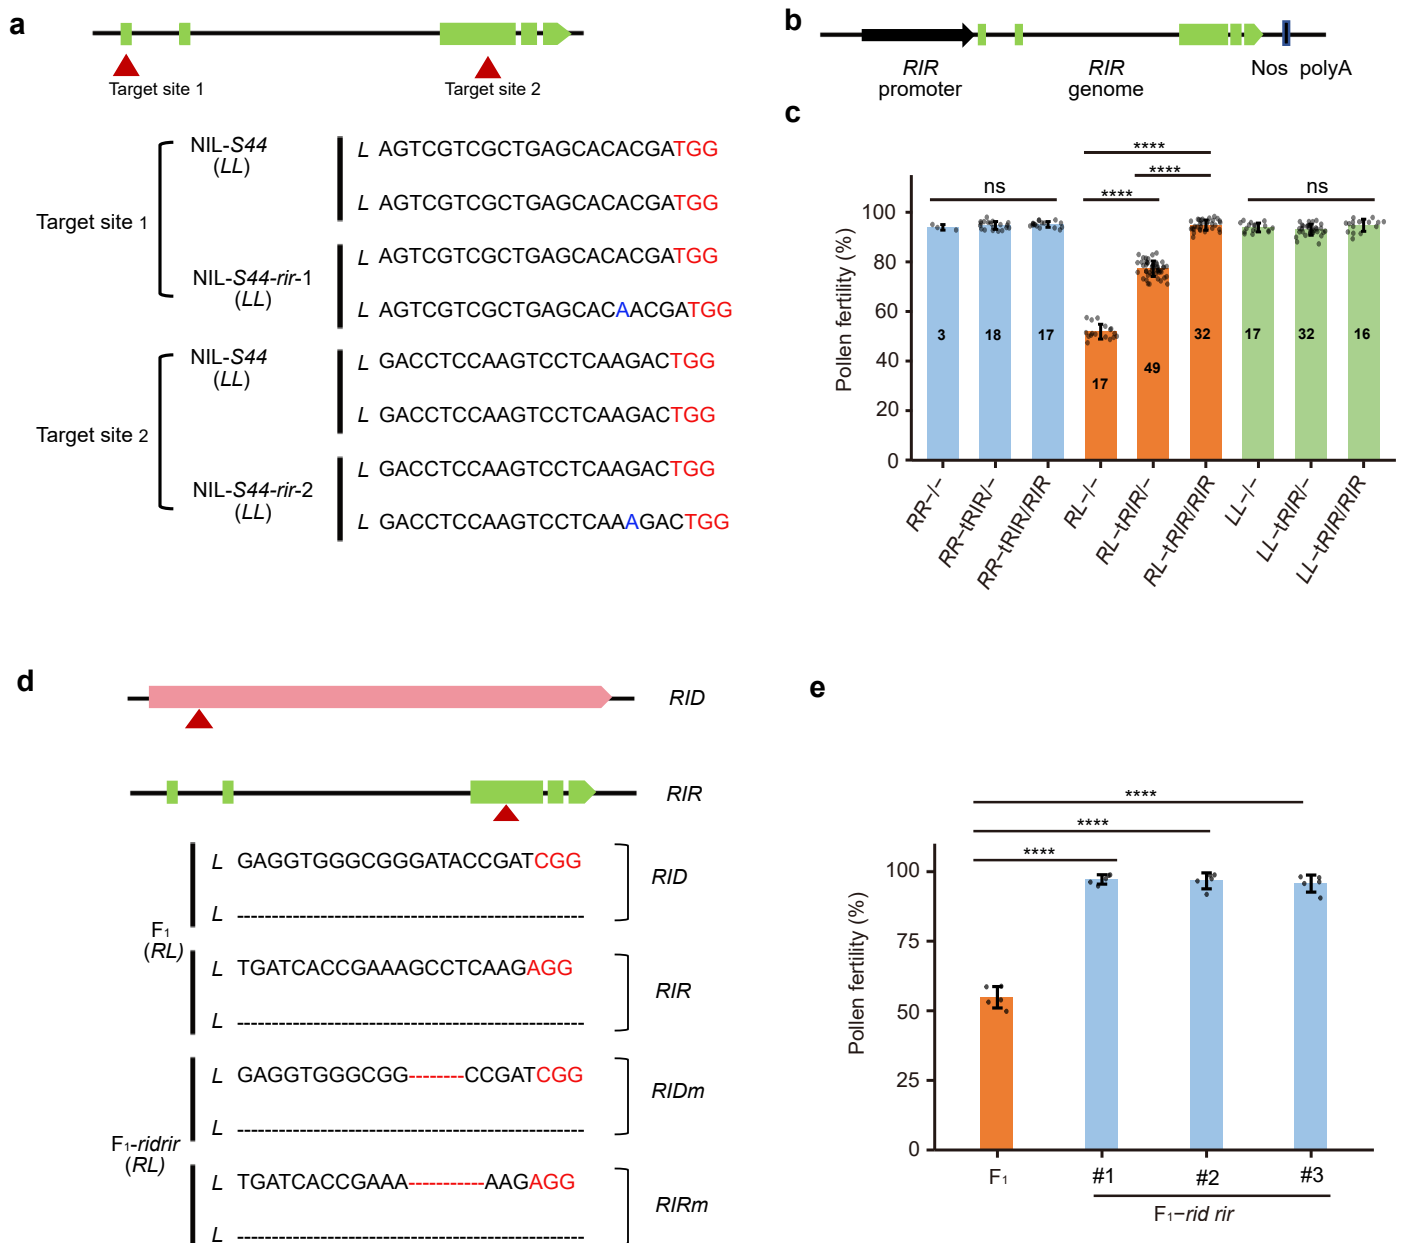 a
Target site 1
Target site 2
Target site 1
NIL-S44
(LL)
L AGTCGTCGCTGAGCACACGATGG
L AGTCGTCGCTGAGCACACGATGG
NIL-S44-rir-1
(LL)
L AGTCGTCGCTGAGCACACGATGG
L AGTCGTCGCTGAGCACAACGATGG
Target site 2
NIL-S44
(LL)
L GACCTCCAAGTCCTCAAGACTGG
L GACCTCCAAGTCCTCAAGACTGG
NIL-S44-rir-2
(LL)
L GACCTCCAAGTCCTCAAGACTGG
L GACCTCCAAGTCCTCAAAGACTGG
b
RIR
promoter
RIR
genome
Nos polyA
c
Pollen fertility (%)
100
80
60
40
20
0
ns
****
****
****
ns
3
18
17
17
49
32
17
32
16
RR–/–
RR–tRIR/–
RR–tRIR/RIR
RL–/–
RL–tRIR/–
RL–tRIR/RIR
LL–/–
LL–tRIR/–
LL–tRIR/RIR
d
RID
RIR
F1
(RL)
L GAGGTGGGCGGGATACCGATCGG
L
RID
L TGATCACCGAAAGCCTCAAGAGG
L
RIR
F1-ridrir
(RL)
L GAGGTGGGCGG--------CCGATCGG
L
RIDm
L TGATCACCGAAA-----------AAGAGG
L
RIRm
e
Pollen fertility (%)
100
75
50
25
0
****
****
****
F1
#1
#2
#3
F1–rid rir